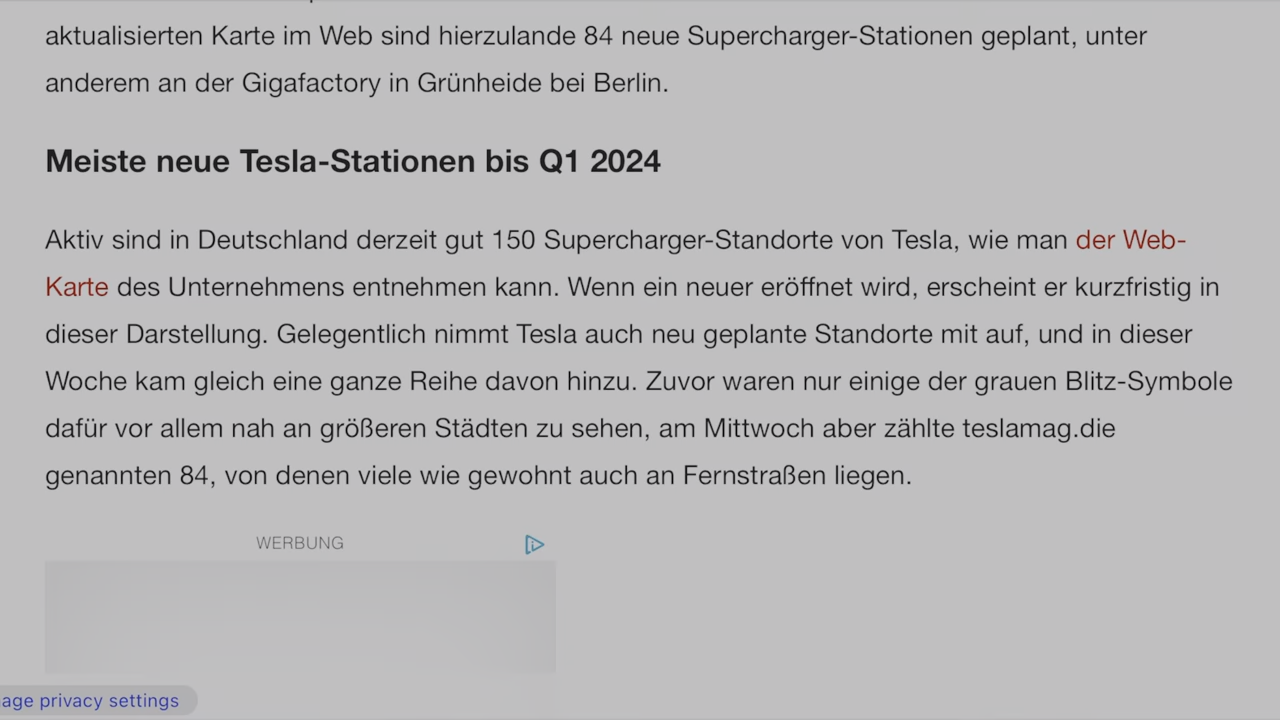 aktualisierten Karte im Web sind hierzulande 84 neue Supercharger-Stationen geplant, unter
anderem an der Gigafactory in Grünheide bei Berlin.
Meiste neue Tesla-Stationen bis Q1 2024
Aktiv sind in Deutschland derzeit gut 150 Supercharger-Standorte von Tesla, wie man der Web-
Karte des Unternehmens entnehmen kann. Wenn ein neuer eröffnet wird, erscheint er kurzfristig in
dieser Darstellung. Gelegentlich nimmt Tesla auch neu geplante Standorte mit auf, und in dieser
Woche kam gleich eine ganze Reihe davon hinzu. Zuvor waren nur einige der grauen Blitz-Symbole
dafür vor allem nah an größeren Städten zu sehen, am Mittwoch aber zählte teslamag.die
genannten 84, von denen viele wie gewohnt auch an Fernstraßen liegen.
WERBUNG
age privacy settings